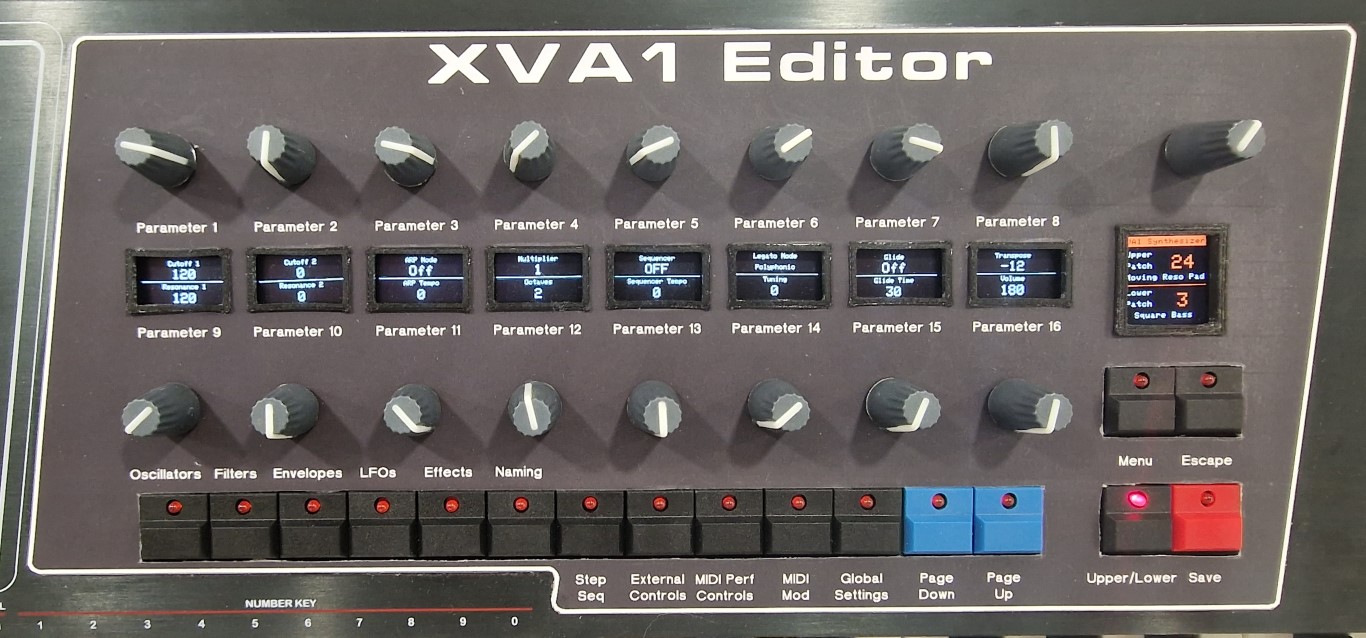 XVA1 Editor
Parameter 1 Parameter 2 Parameter 3 Parameter 4 Parameter 5 Parameter 6 Parameter 7 Parameter 8
Cutoff 1
120
Resonance 1
120
Cutoff 2
0
Resonance 2
0
ARP Mode
Off
ARP Tempo
0
Multiplier
1
Octaves
2
Sequencer
OFF
Sequencer Tempo
0
Legato Mode
Polyphonic
Tuning
0
Glide
Off
Glide Time
30
Transpose
-12
Volume
180
VA1 Synthesizer
Upper
Patch 24
Moving Reso Pad
Lower
Patch 3
Square Bass
Parameter 9 Parameter 10 Parameter 11 Parameter 12 Parameter 13 Parameter 14 Parameter 15 Parameter 16
Menu Escape
Oscillators Filters Envelopes LFOs Effects Naming
Step
Seq
External
Controls
MIDI Perf
Controls
MIDI
Mod
Global
Settings
Page
Down
Page
Up
Upper/Lower Save
NUMBER KEY
1 2 3 4 5 6 7 8 9 0